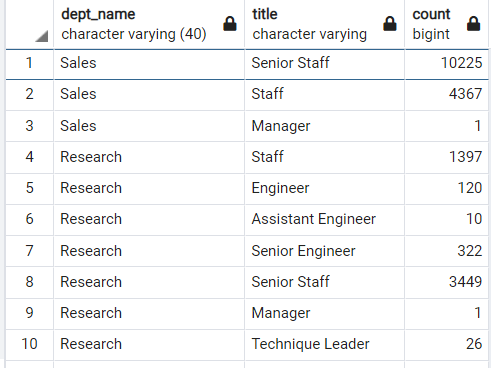 dept_name title count
character varying (40) character varying bigint
1 Sales Senior Staff 10225
2 Sales Staff 4367
3 Sales Manager 1
4 Research Staff 1397
5 Research Engineer 120
6 Research Assistant Engineer 10
7 Research Senior Engineer 322
8 Research Senior Staff 3449
9 Research Manager 1
10 Research Technique Leader 26